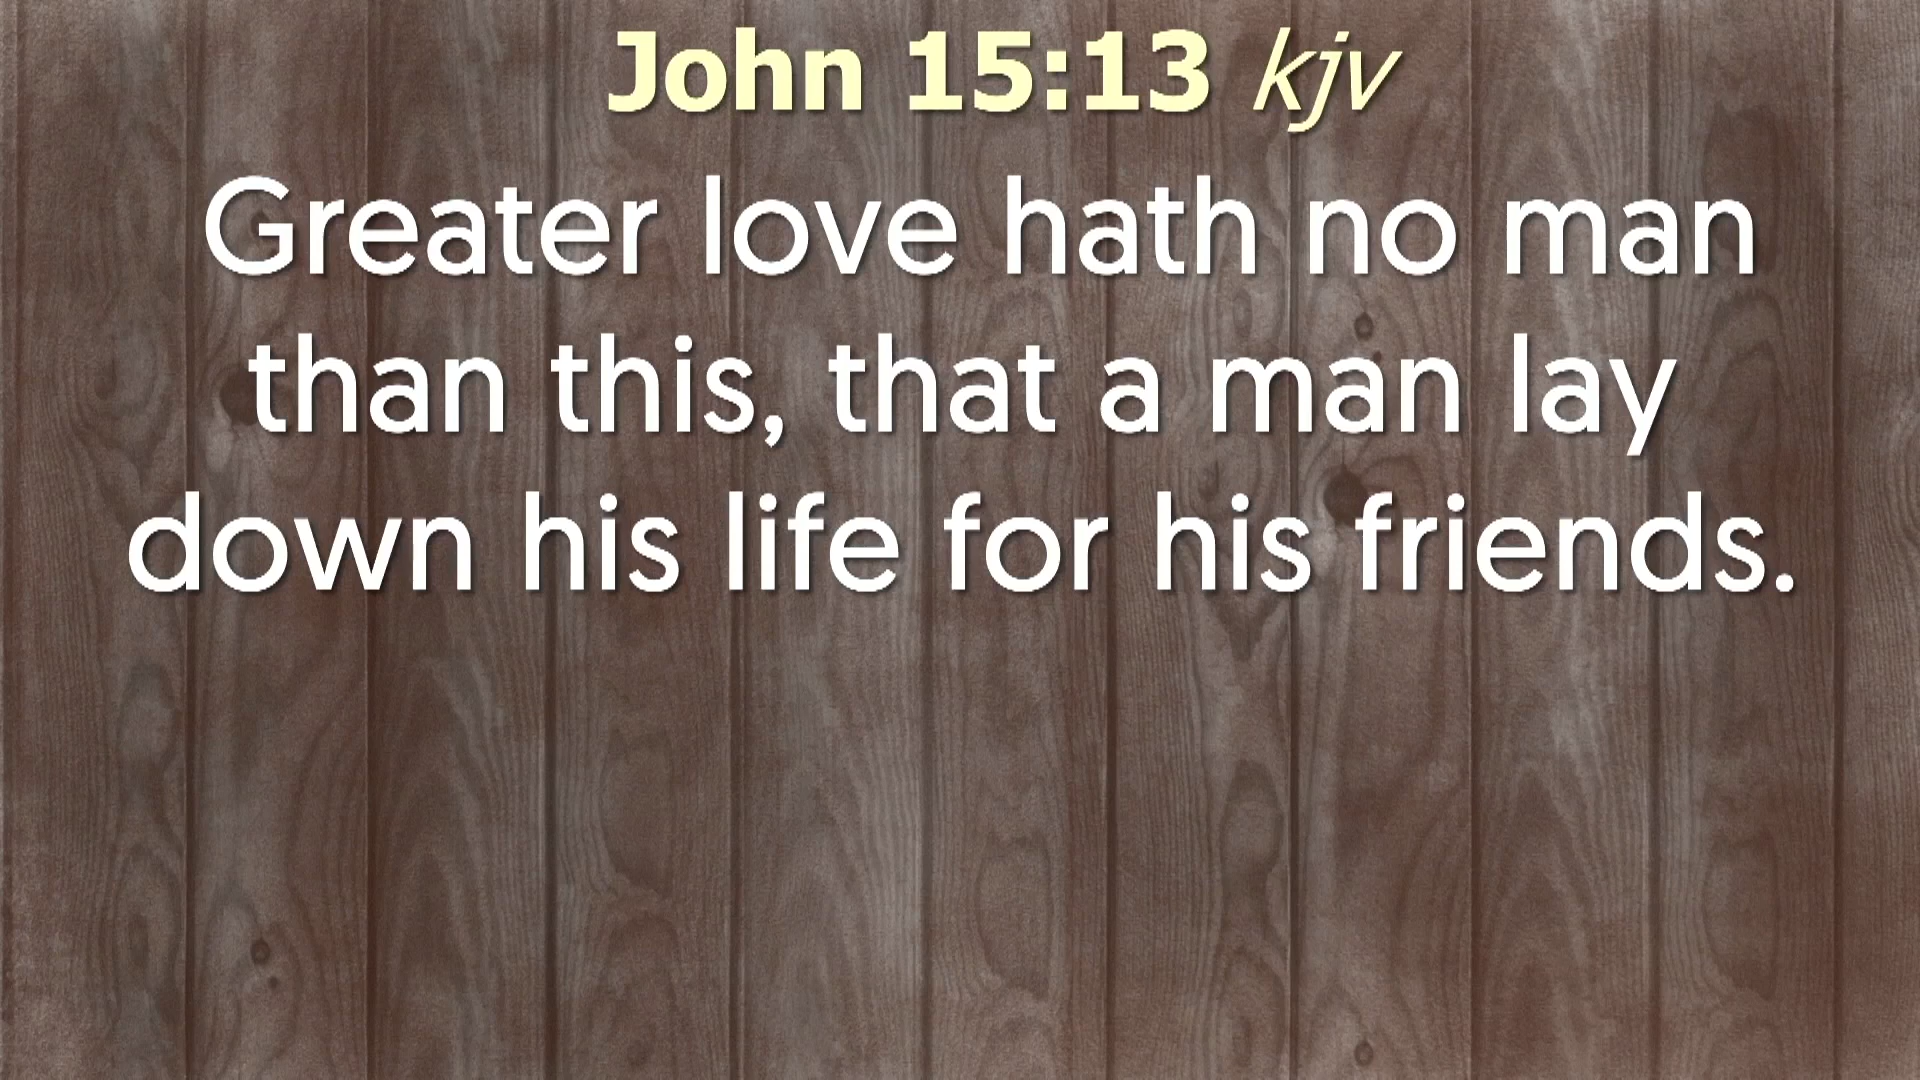 John 15:13 kjv
Greater love hath no man
than this, that a man lay
down his life for his friends.